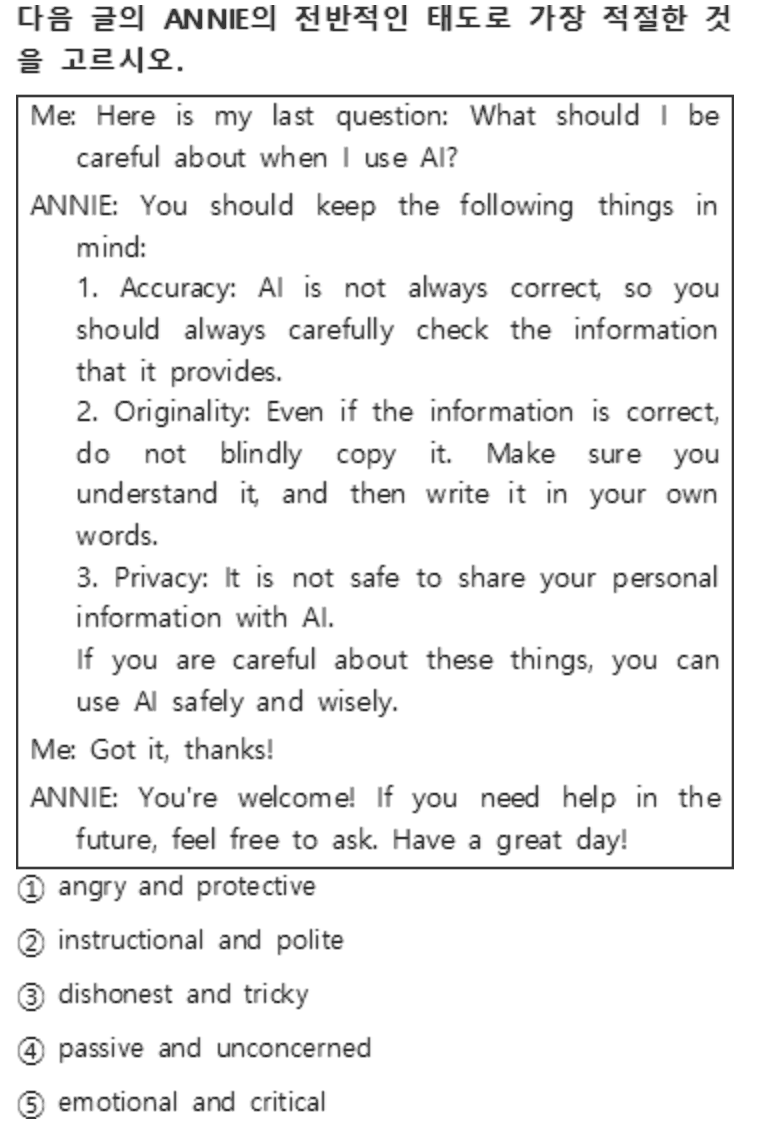 다음 글의 ANNIE의 전반적인 태도로 가장 적절한 것
을 고르시오.
Me: Here is my last question: What should I be
careful about when I use AI?
ANNIE: You should keep the following things in
mind:
1. Accuracy: AI is not always correct, so you
should always carefully check the information
that it provides.
2. Originality: Even if the information is correct,
do not blindly copy it. Make sure you
understand it, and then write it in your own
words.
3. Privacy: It is not safe to share your personal
information with AI.
If you are careful about these things, you can
use AI safely and wisely.
Me: Got it, thanks!
ANNIE: You're welcome! If you need help in the
future, feel free to ask. Have a great day!
① angry and protective
② instructional and polite
③ dishonest and tricky
④ passive and unconcerned
⑤ emotional and critical